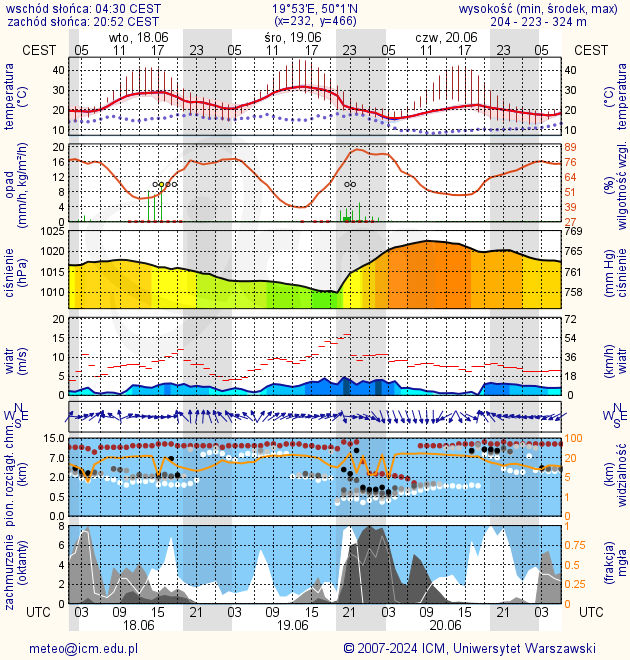 wschód słońca: 04:30 CEST 19°53'E, 50°1'N wysokość (min, środek, max)
zachód słońca: 20:52 CEST (x=232, y=466) 204 - 223 - 324 m
wto, 18.06 śro, 19.06 czw, 20.06
CEST 05 11 17 23 05 11 17 23 05 11 17 23 05 CEST
temperatura (°C) 40 30 20 10 40 30 20 10 (°C) temperatura
opad (mm/h, kg/m²/h) 20 16 12 8 4 0 89 76 64 51 39 27 (%) wilgotność wzgl.
ciśnienie (hPa) 1025 1020 1015 1010 769 765 761 758 (mm Hg) ciśnienie
wiatr (m/s) 20 15 10 5 0 72 54 36 18 0 (km/h) wiatr
N W E S N W E S
pion. rozciągł. chm. (km) 15.0 7.0 2.0 0.5 0.0 100 20 5 1 0 (km) widzialność
zachmurzenie (oktanty) 8 6 4 2 0 1 0.75 0.5 0.25 0 (frakcja) mgła
UTC 03 09 15 21 03 09 15 21 03 09 15 21 03 UTC
18.06 19.06 20.06
meteo@icm.edu.pl © 2007-2024 ICM, Uniwersytet Warszawski